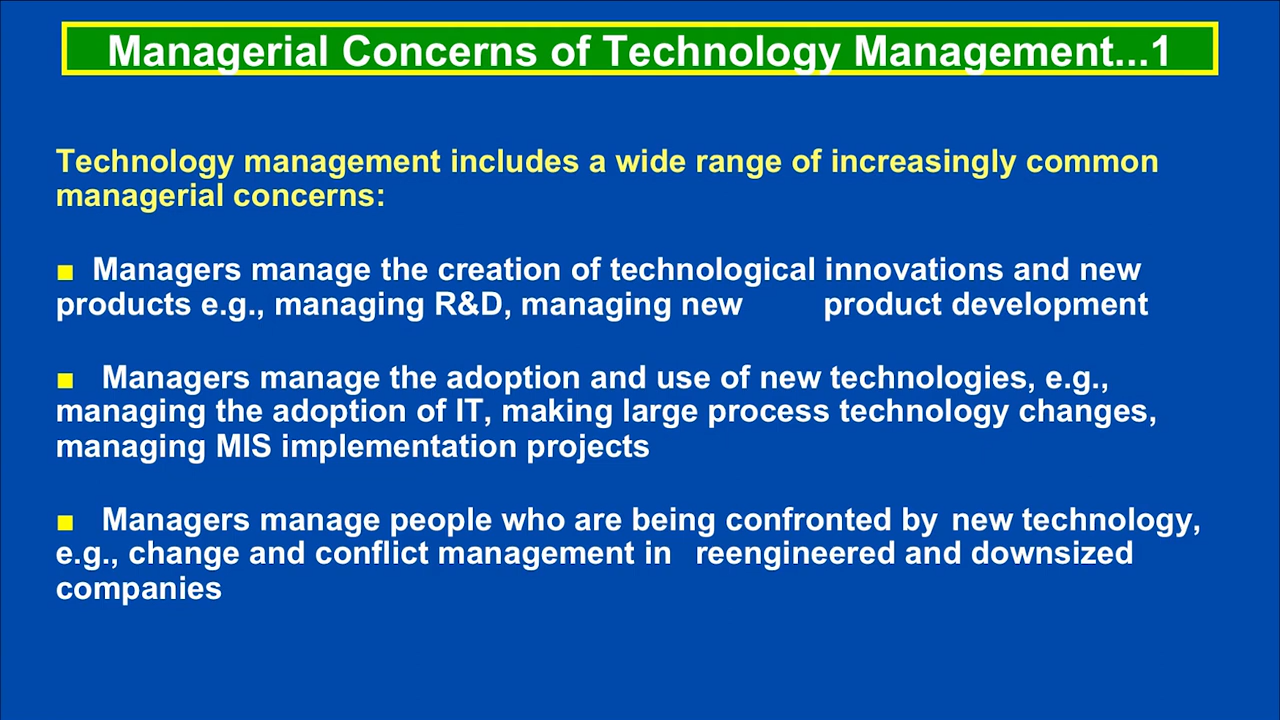 Managerial Concerns of Technology Management...1
Technology management includes a wide range of increasingly common
managerial concerns:
■ Managers manage the creation of technological innovations and new
products e.g., managing R&D, managing new product development
■ Managers manage the adoption and use of new technologies, e.g.,
managing the adoption of IT, making large process technology changes,
managing MIS implementation projects
■ Managers manage people who are being confronted by new technology,
e.g., change and conflict management in reengineered and downsized
companies